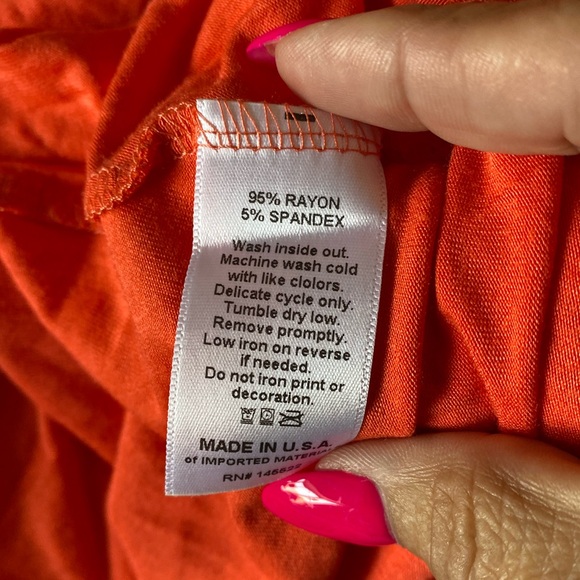 95% RAYON
5% SPANDEX
Wash inside out.
Machine wash cold
with like clolors.
Delicate cycle only.
Tumble dry low.
Remove promptly.
Low iron on reverse
if needed.
Do not iron print or
decoration.
MADE IN U.S.A.
of IMPORTED
RN#